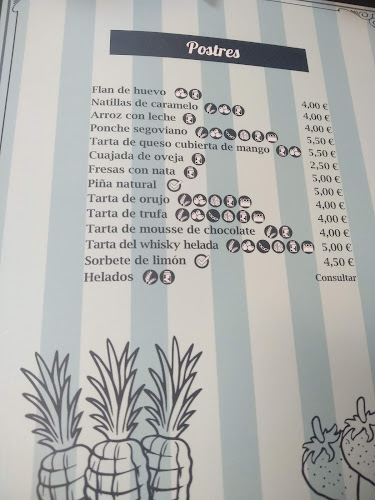 Postres
Flan de huevo 4,00 €
Natillas de caramelo 4,00 €
Arroz con leche 4,00 €
Ponche segoviano 5,50 €
Tarta de queso cubierta de mango 5,50 €
Cuajada de oveja 2,50 €
Fresas con nata 5,00 €
Piña natural 5,00 €
Tarta de orujo 4,00 €
Tarta de trufa 4,00 €
Tarta de mousse de chocolate 4,00 €
Tarta del whisky helada 5,00 €
Sorbete de limón 4,50 €
Helados Consultar